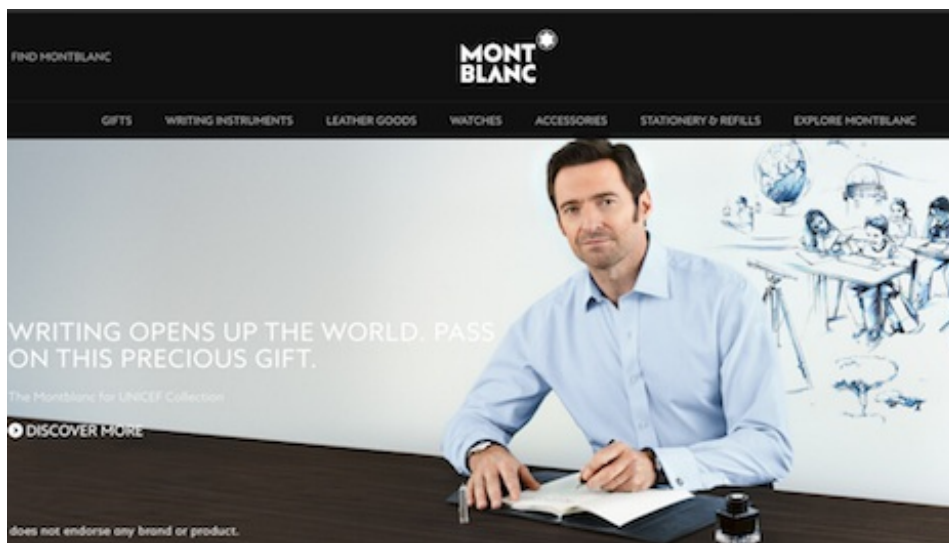 FIND MONTBLANC
MONT
BLANC
GIFTS WRITING INSTRUMENTS LEATHER GOODS WATCHES ACCESSORIES STATIONERY & REFILLS EXPLORE MONTBLANC
WRITING OPENS UP THE WORLD. PASS
ON THIS PRECIOUS GIFT.
The Montblanc for UNICEF Collection
DISCOVER MORE
does not endorse any brand or product.